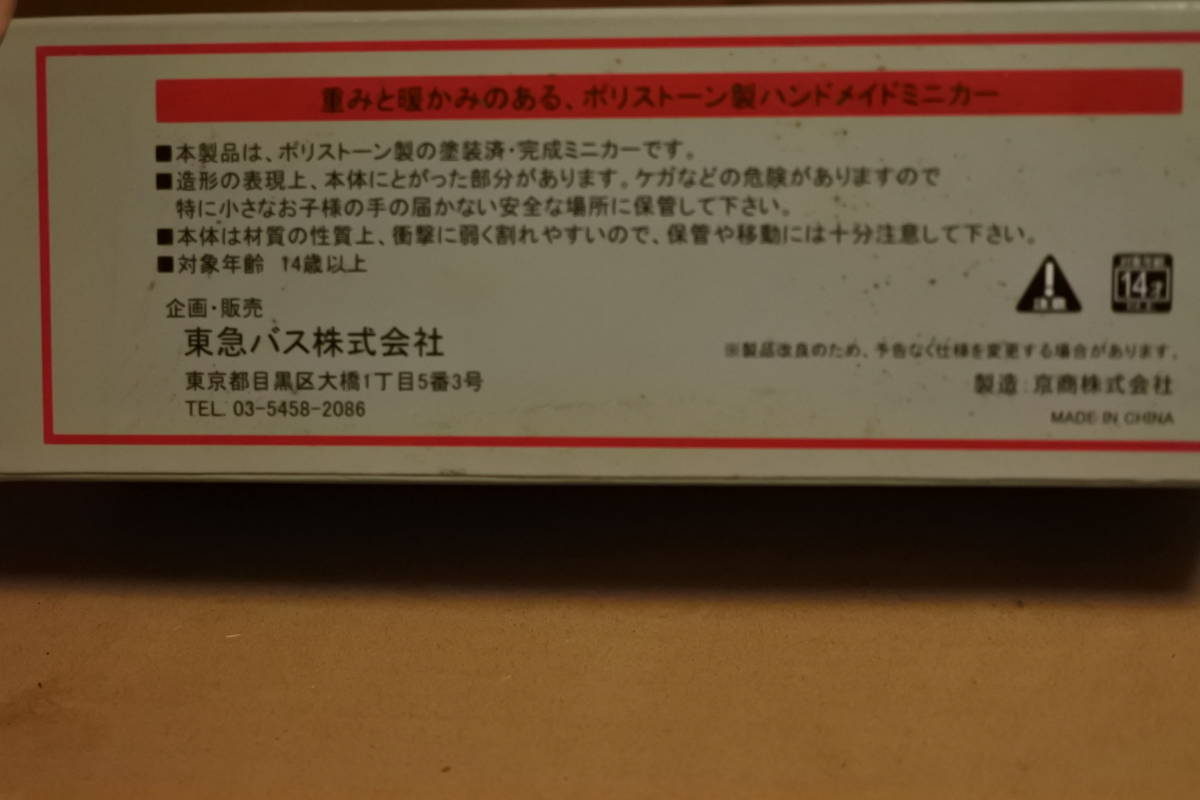 重みと暖かみのある、ポリストーン製ハンドメイドミニカー
■本製品は、ポリストーン製の塗装済・完成ミニカーです。
■造形の表現上、本体にとがった部分があります。ケガなどの危険がありますので
特に小さなお子様の手の届かない安全な場所に保管して下さい。
■本体は材質の性質上、衝撃に弱く割れやすいので、保管や移動には十分注意して下さい。
■対象年齢 14歳以上
企画・販売
東急バス株式会社
東京都目黒区大橋1丁目5番3号
TEL. 03-5458-2086
注意
対象年齢
14才
※製品改良のため、予告なく仕様を変更する場合があります。
製造：京商株式会社
MADE IN CHINA